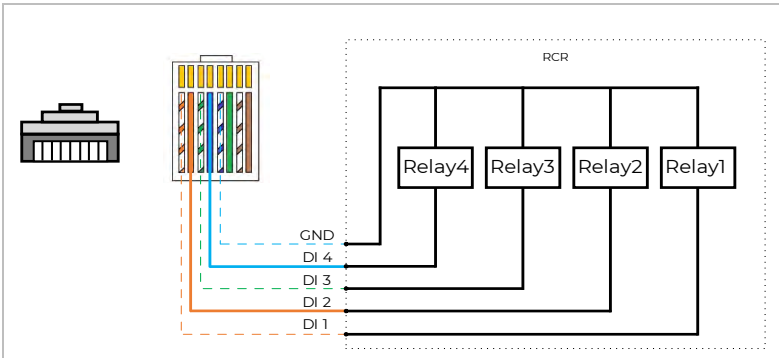 RCR
Relay4 Relay3 Relay2 Relay1
GND
DI 4
DI 3
DI 2
DI 1